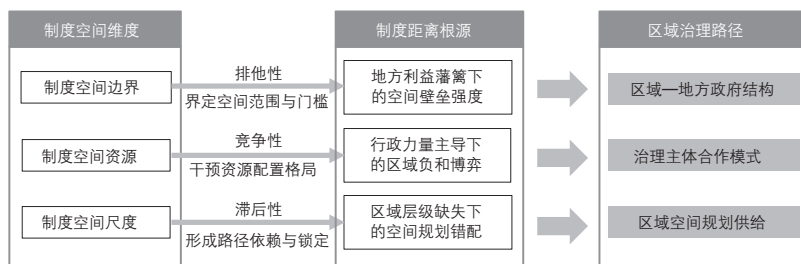 制度空间维度
制度距离根源
区域治理路径
制度空间边界
排他性
界定空间范围与门槛
地方利益藩篱下
的空间壁垒强度
区域—地方政府结构
制度空间资源
竞争性
干预资源配置格局
行政力量主导下
的区域负和博弈
治理主体合作模式
制度空间尺度
滞后性
形成路径依赖与锁定
区域层级缺失下
的空间规划错配
区域空间规划供给